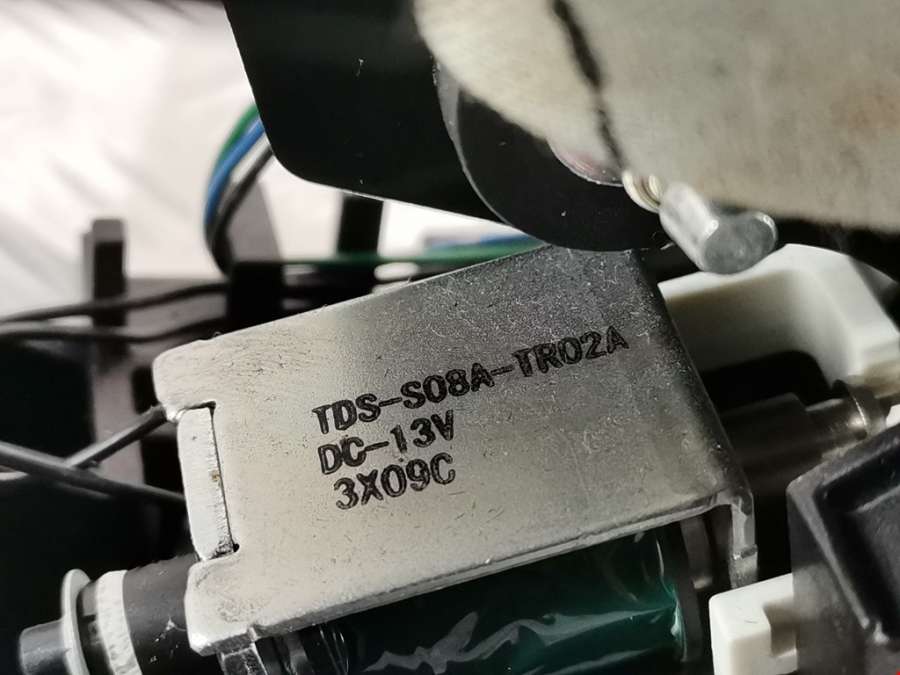 TDS-S08A-TR02A
DC-13V
3X09C